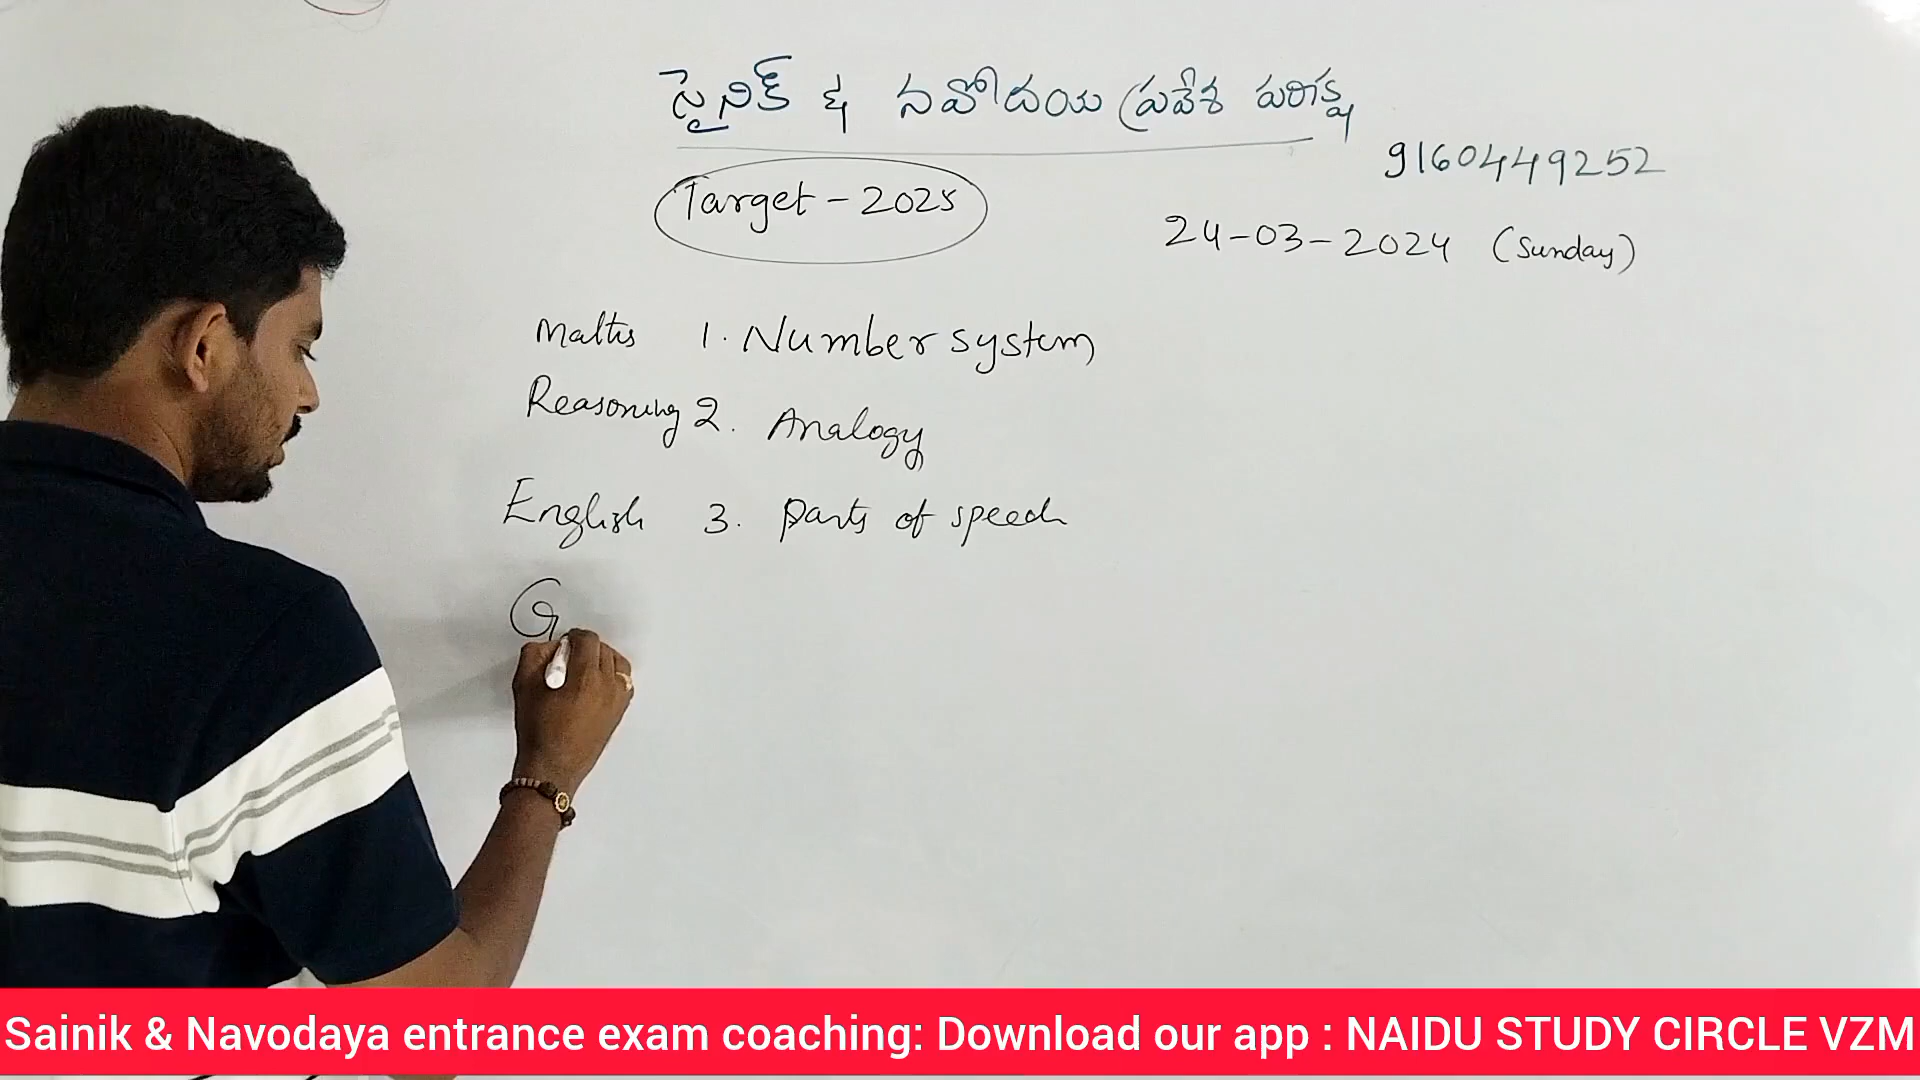 సైనిక్ & నవోదయ ప్రవేశ పరీక్ష
9160449252
Target - 2025
24-03-2024 (Sunday)
Maths 1. Number system
Reasoning 2. Analogy
English 3. Parts of speech
G
Sainik & Navodaya entrance exam coaching: Download our app : NAIDU STUDY CIRCLE VZM